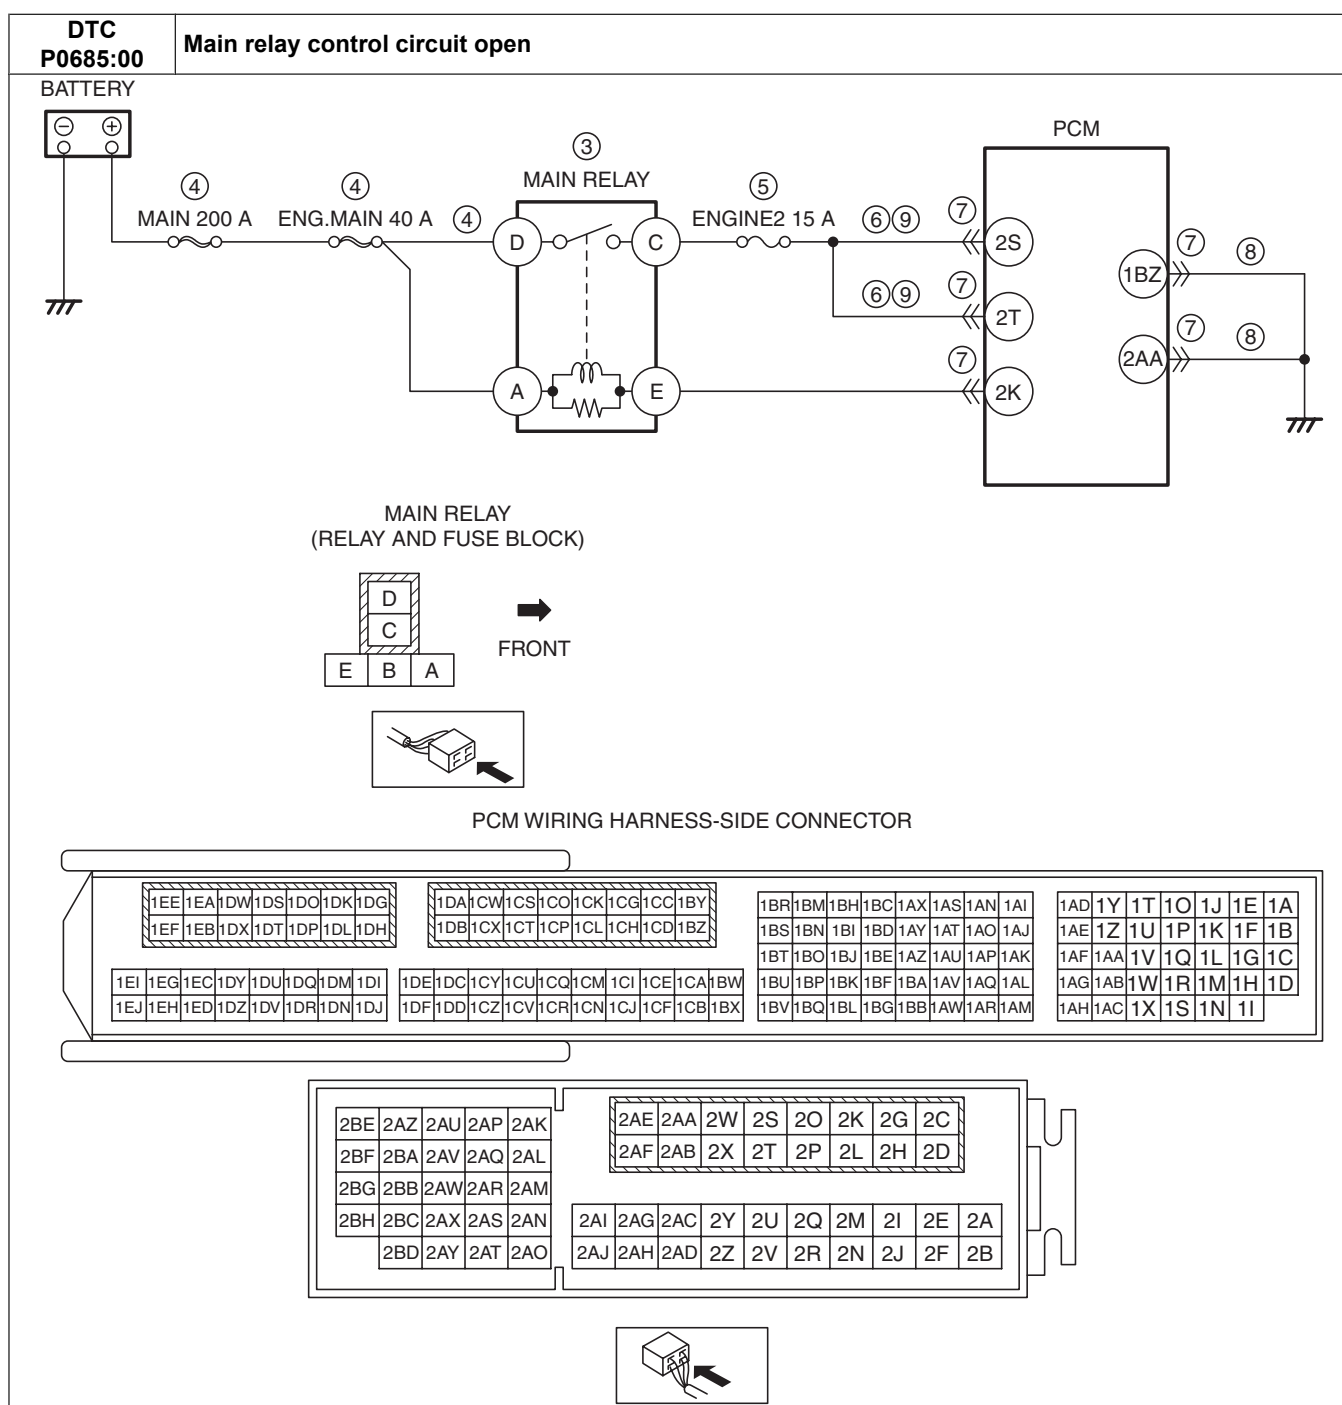 DTC
P0685:00
Main relay control circuit open
BATTERY
PCM
③
MAIN RELAY
④ ④ ④ ⑤
MAIN 200 A ENG.MAIN 40 A ENGINE2 15 A
⑥⑨ ⑦
D C 2S
⑦ ⑧
1BZ
⑥⑨ ⑦
2T
⑦ ⑧
2AA
⑦
A E 2K
MAIN RELAY
(RELAY AND FUSE BLOCK)
D
C
E B A
FRONT
PCM WIRING HARNESS-SIDE CONNECTOR
1EE 1EA 1DW 1DS 1DO 1DK 1DG
1EF 1EB 1DX 1DT 1DP 1DL 1DH
1EI 1EG 1EC 1DY 1DU 1DQ 1DM 1DI
1EJ 1EH 1ED 1DZ 1DV 1DR 1DN 1DJ
1DA 1CW 1CS 1CO 1CK 1CG 1CC 1BY
1DB 1CX 1CT 1CP 1CL 1CH 1CD 1BZ
1DE 1DC 1CY 1CU 1CQ 1CM 1CI 1CE 1CA 1BW
1DF 1DD 1CZ 1CV 1CR 1CN 1CJ 1CF 1CB 1BX
1BR 1BM 1BH 1BC 1AX 1AS 1AN 1AI
1BS 1BN 1BI 1BD 1AY 1AT 1AO 1AJ
1BT 1BO 1BJ 1BE 1AZ 1AU 1AP 1AK
1BU 1BP 1BK 1BF 1BA 1AV 1AQ 1AL
1BV 1BQ 1BL 1BG 1BB 1AW 1AR 1AM
1AD 1Y 1T 1O 1J 1E 1A
1AE 1Z 1U 1P 1K 1F 1B
1AF 1AA 1V 1Q 1L 1G 1C
1AG 1AB 1W 1R 1M 1H 1D
1AH 1AC 1X 1S 1N 1I
2BE 2AZ 2AU 2AP 2AK
2BF 2BA 2AV 2AQ 2AL
2BG 2BB 2AW 2AR 2AM
2BH 2BC 2AX 2AS 2AN
2BD 2AY 2AT 2AO
2AE 2AA 2W 2S 2O 2K 2G 2C
2AF 2AB 2X 2T 2P 2L 2H 2D
2AI 2AG 2AC 2Y 2U 2Q 2M 2I 2E 2A
2AJ 2AH 2AD 2Z 2V 2R 2N 2J 2F 2B